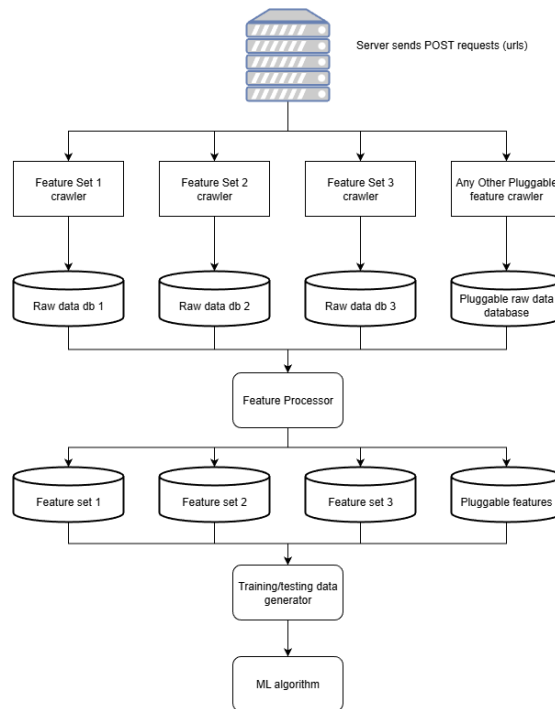 Server sends POST requests (urls)
Feature Set 1
crawler
Feature Set 2
crawler
Feature Set 3
crawler
Any Other Pluggable
feature crawler
Raw data db 1
Raw data db 2
Raw data db 3
Pluggable raw data
database
Feature Processor
Feature set 1
Feature set 2
Feature set 3
Pluggable features
Training/testing data
generator
ML algorithm